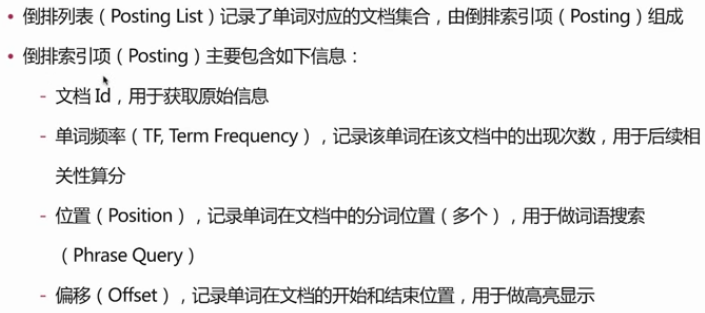 • 倒排列表（Posting List）记录了单词对应的文档集合，由倒排索引项（Posting）组成
• 倒排索引项（Posting）主要包含如下信息：
- 文档 Id，用于获取原始信息
- 单词频率（TF, Term Frequency），记录该单词在该文档中的出现次数，用于后续相
关性算分
- 位置（Position），记录单词在文档中的分词位置（多个），用于做词语搜索
（Phrase Query）
- 偏移（Offset），记录单词在文档的开始和结束位置，用于做高亮显示